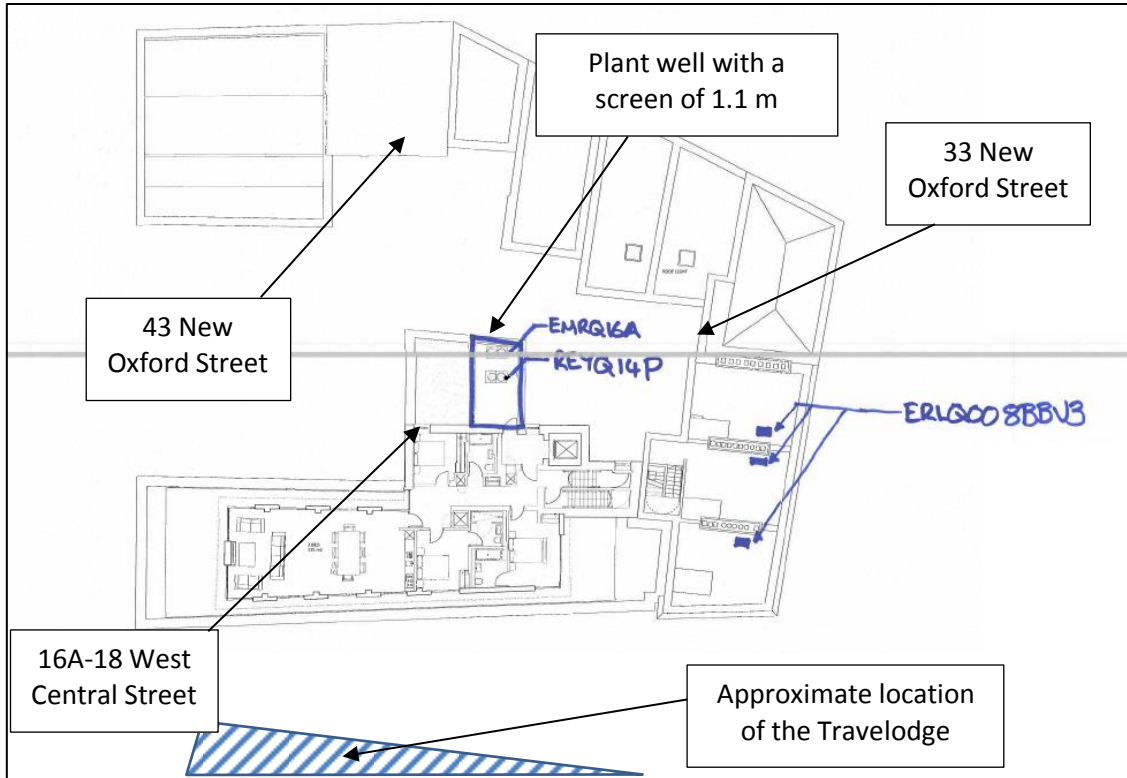 Plant well with a
screen of 1.1 m
33 New
Oxford Street
ROOF LIGHT
43 New
Oxford Street
EMRQ16A
REYQ14P
ERLQ008BBV3
16A-18 West
Central Street
Approximate location
of the Travelodge